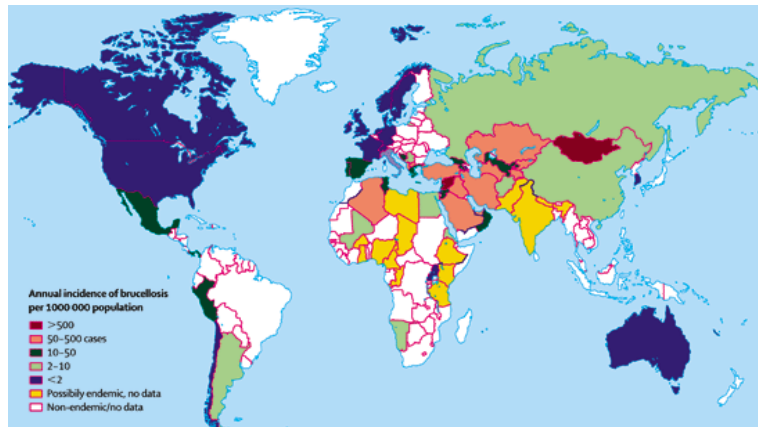 Annual incidence of brucellosis
per 1000 000 population
>500
50–500 cases
10–50
2–10
<2
Possibily endemic, no data
Non-endemic/no data